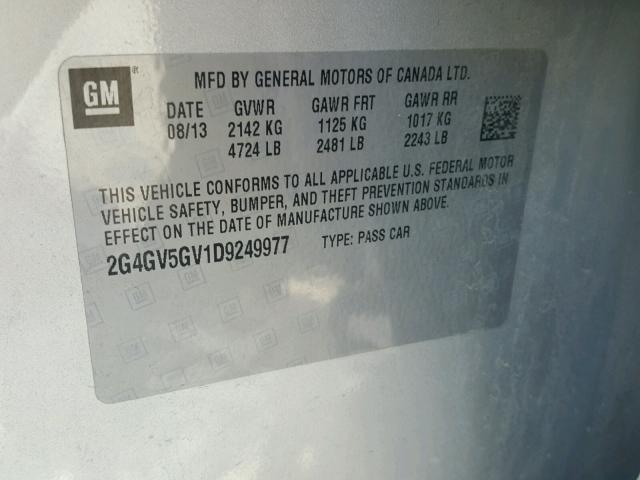 GM ®
MFD BY GENERAL MOTORS OF CANADA LTD.
DATE GVWR GAWR FRT GAWR RR
08/13 2142 KG 1125 KG 1017 KG
4724 LB 2481 LB 2243 LB
THIS VEHICLE CONFORMS TO ALL APPLICABLE U.S. FEDERAL MOTOR
VEHICLE SAFETY, BUMPER, AND THEFT PREVENTION STANDARDS IN
EFFECT ON THE DATE OF MANUFACTURE SHOWN ABOVE.
2G4GV5GV1D9249977 TYPE: PASS CAR